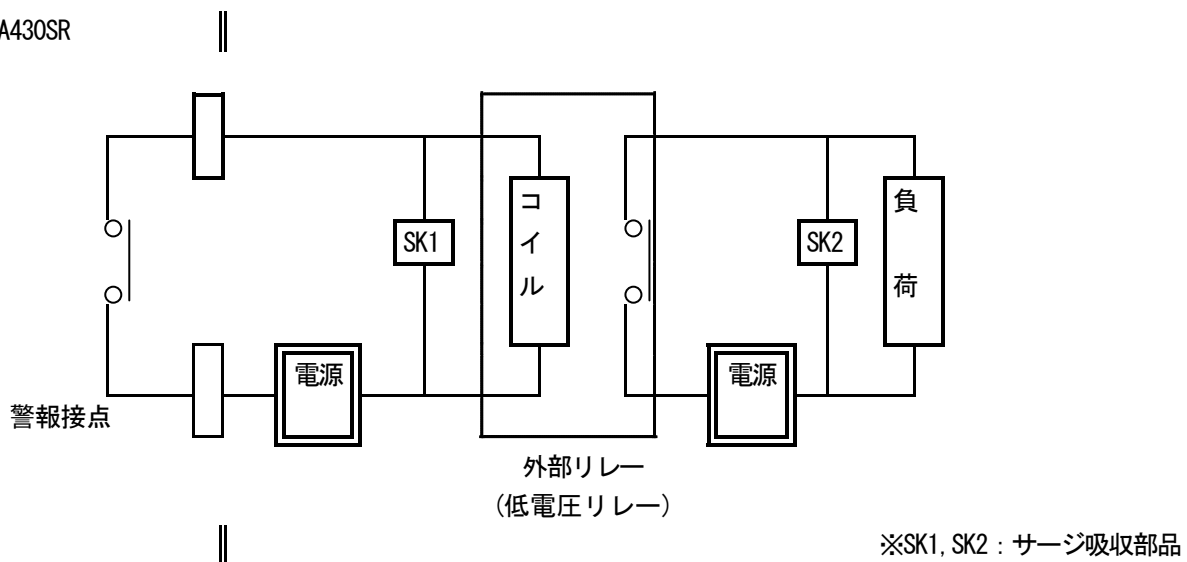 A430SR
SK1
コイル
SK2
負荷
電源
電源
警報接点
外部リレー
(低電圧リレー)
※SK1,SK2：サージ吸収部品